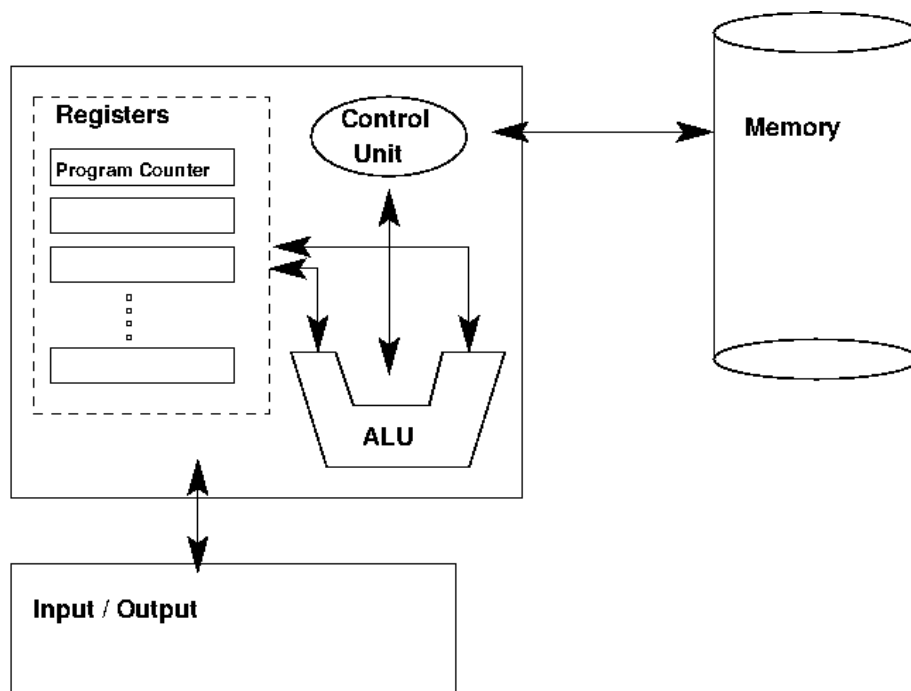 Registers
Program Counter
Control
Unit
Memory
ALU
Input / Output